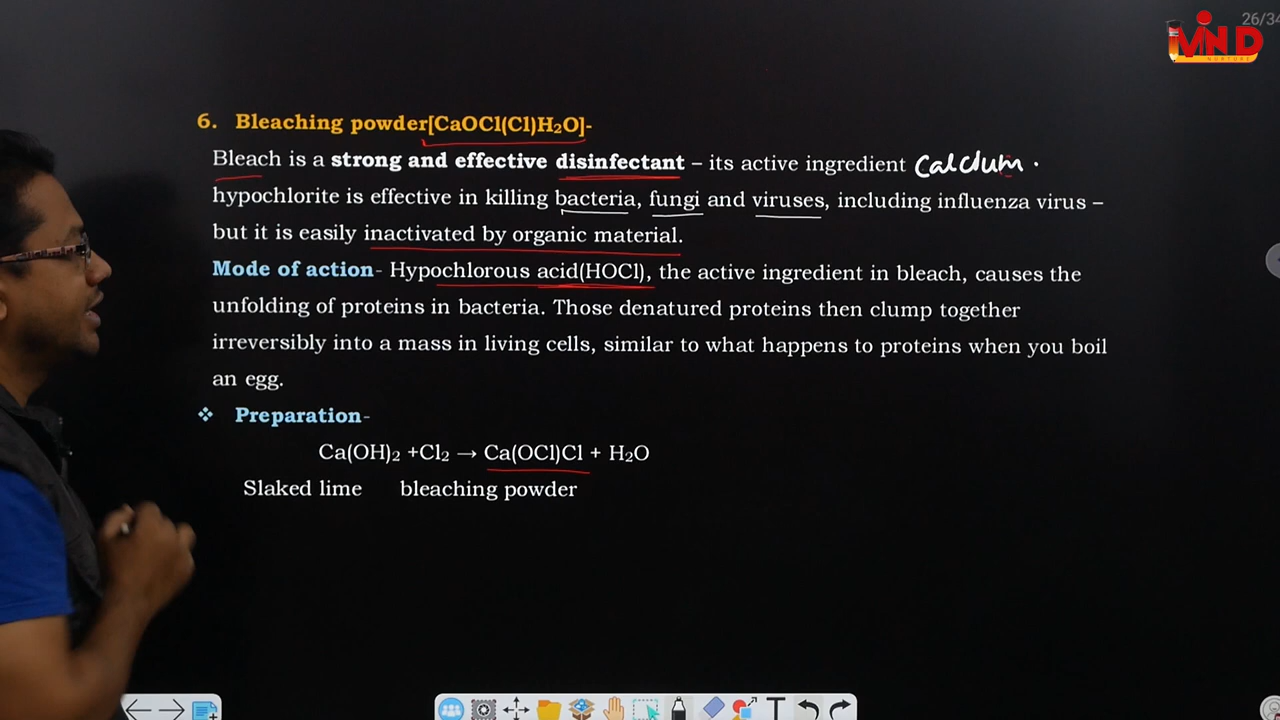 26/34
MIND
NURTURE
6. Bleaching powder[CaOCl(Cl)H₂O]-
Bleach is a strong and effective disinfectant – its active ingredient Calcium .
hypochlorite is effective in killing bacteria, fungi and viruses, including influenza virus –
but it is easily inactivated by organic material.
Mode of action- Hypochlorous acid(HOCl), the active ingredient in bleach, causes the
unfolding of proteins in bacteria. Those denatured proteins then clump together
irreversibly into a mass in living cells, similar to what happens to proteins when you boil
an egg.
❖ Preparation-
Ca(OH)₂ +Cl₂ → Ca(OCl)Cl + H₂O
Slaked lime bleaching powder